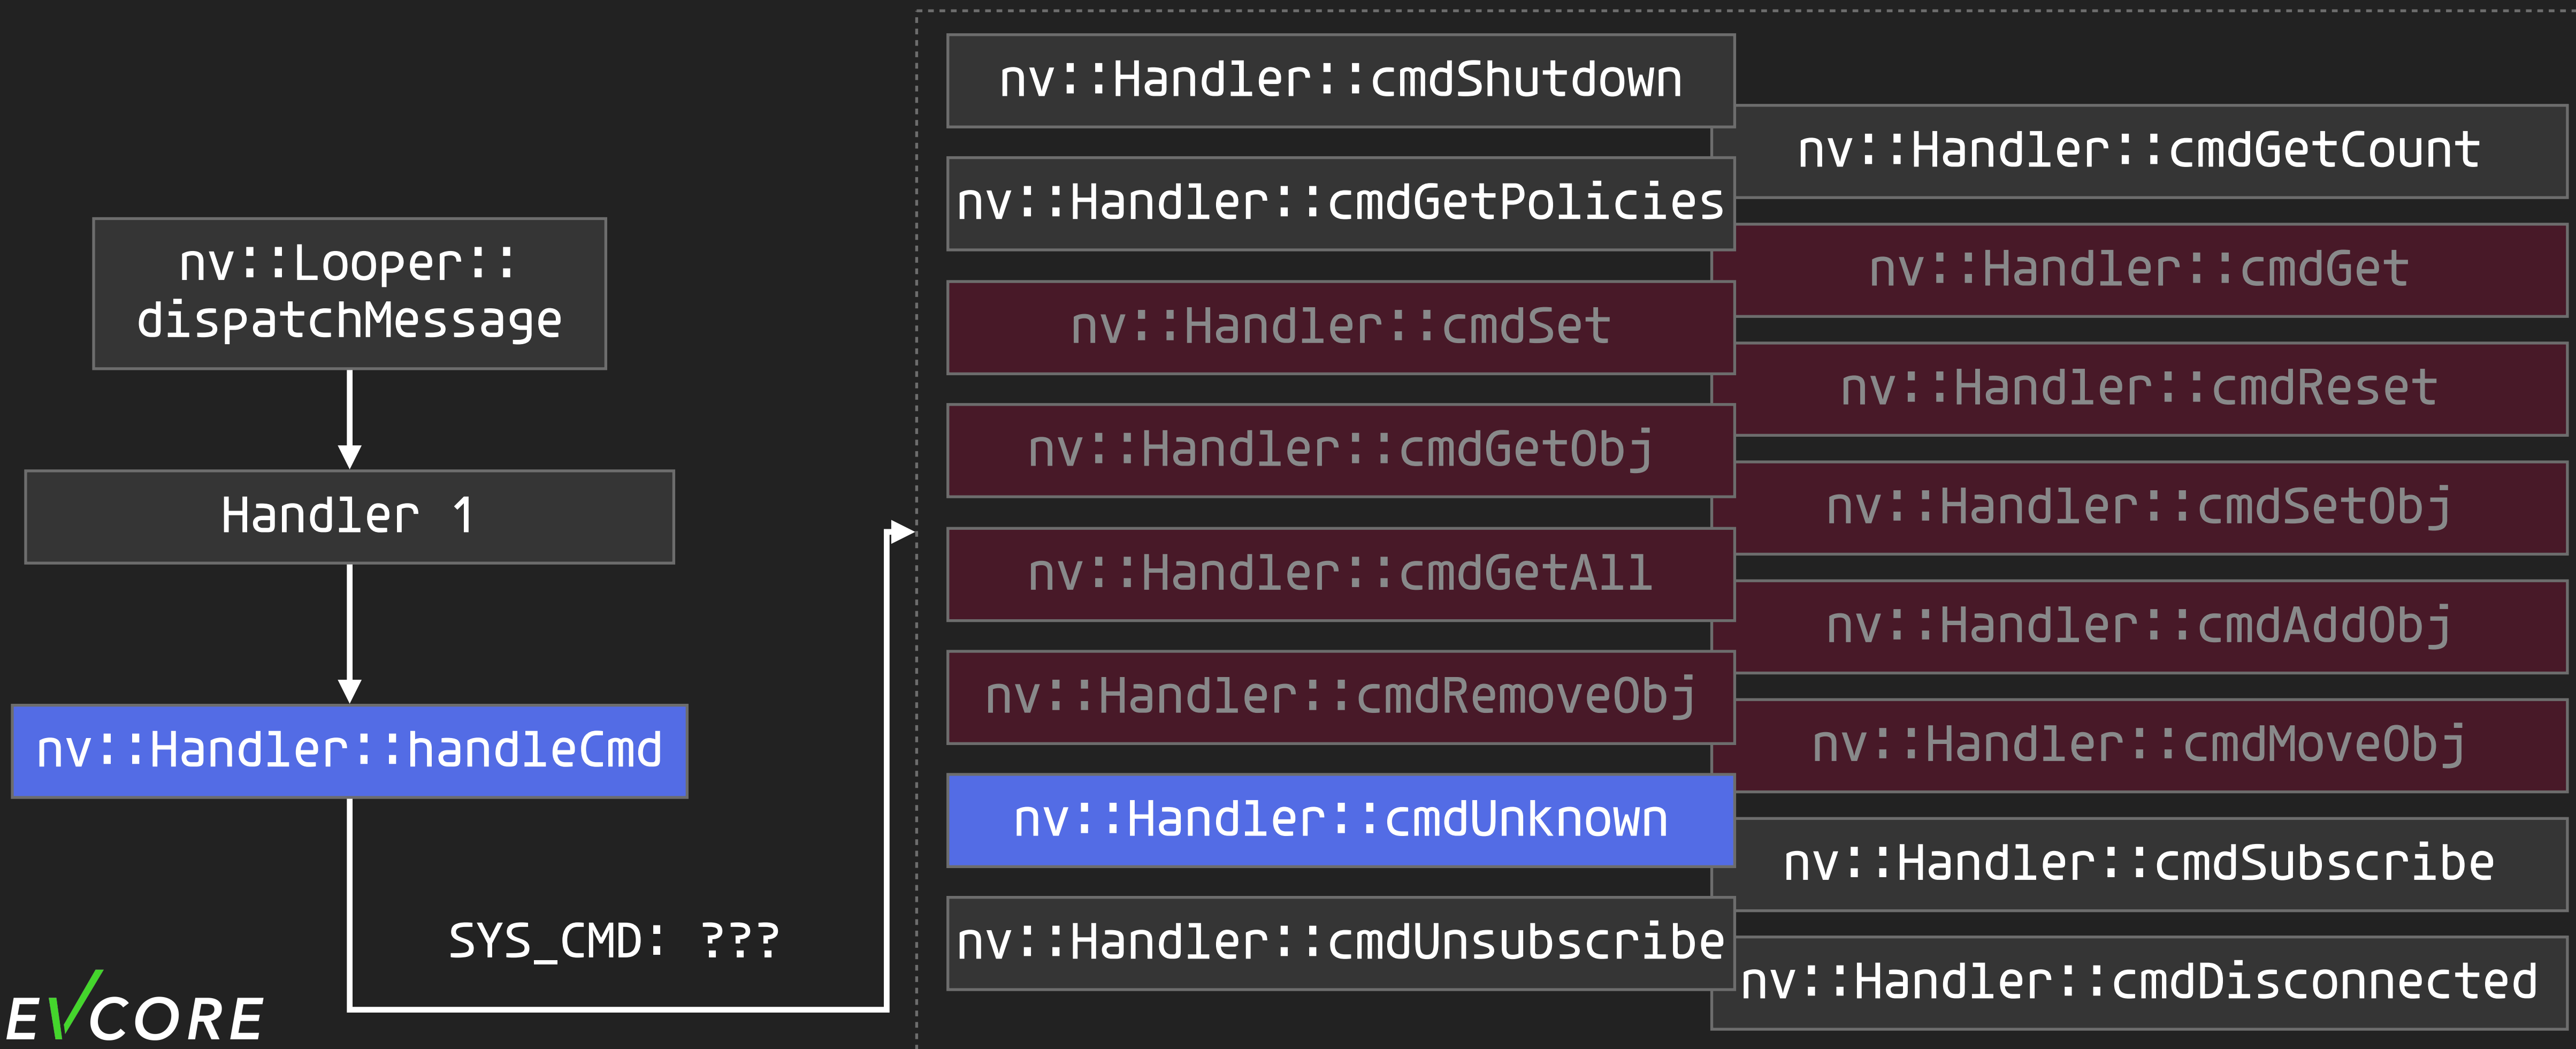 nv::Looper::
dispatchMessage
Handler 1
nv::Handler::handleCmd
SYS_CMD: ???
EVCORE
nv::Handler::cmdShutdown
nv::Handler::cmdGetCount
nv::Handler::cmdGetPolicies
nv::Handler::cmdGet
nv::Handler::cmdSet
nv::Handler::cmdReset
nv::Handler::cmdGetObj
nv::Handler::cmdSetObj
nv::Handler::cmdGetAll
nv::Handler::cmdAddObj
nv::Handler::cmdRemoveObj
nv::Handler::cmdMoveObj
nv::Handler::cmdUnknown
nv::Handler::cmdSubscribe
nv::Handler::cmdUnsubscribe
nv::Handler::cmdDisconnected